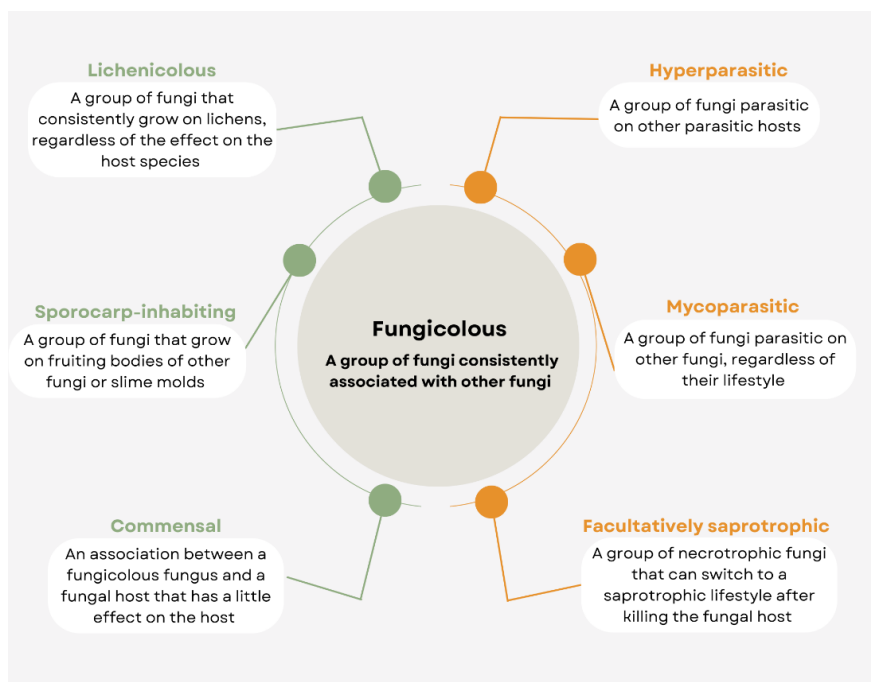 Lichenicolous
A group of fungi that
consistently grow on lichens,
regardless of the effect on the
host species
Hyperparasitic
A group of fungi parasitic
on other parasitic hosts
Sporocarp-inhabiting
A group of fungi that grow
on fruiting bodies of other
fungi or slime molds
Fungicolous
A group of fungi consistently
associated with other fungi
Mycoparasitic
A group of fungi parasitic on
other fungi, regardless of
their lifestyle
Commensal
An association between a
fungicolous fungus and a
fungal host that has a little
effect on the host
Facultatively saprotrophic
A group of necrotrophic fungi
that can switch to a
saprotrophic lifestyle after
killing the fungal host